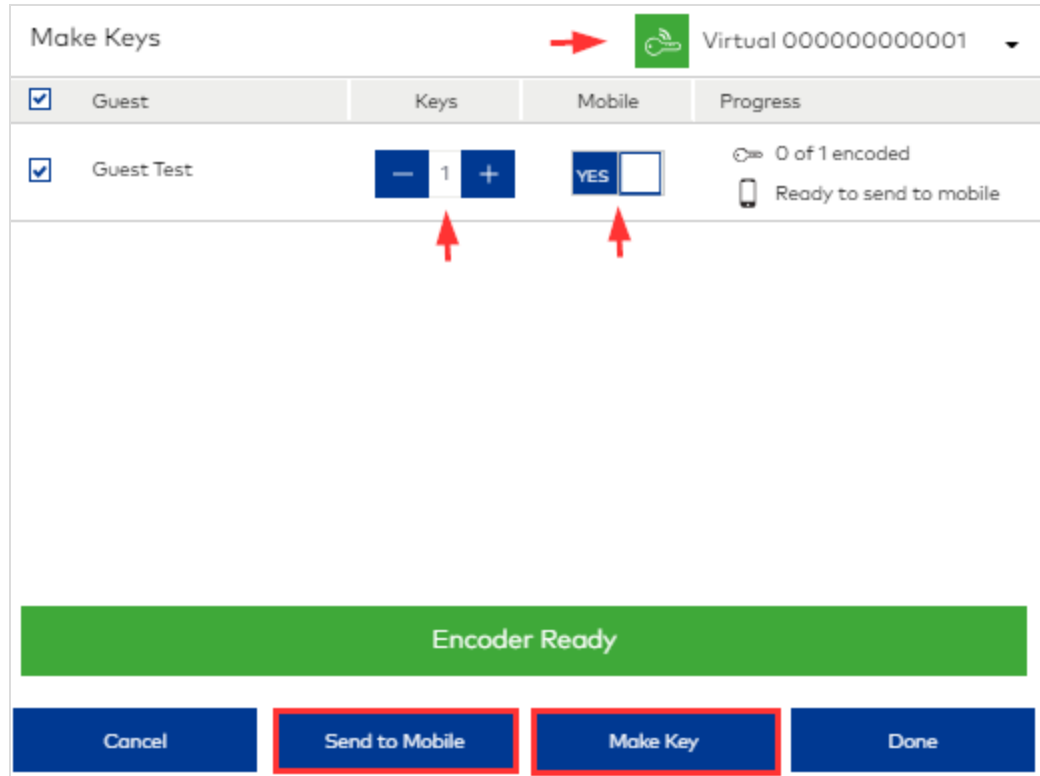 Make Keys
Virtual 000000000001
Guest Keys Mobile Progress
Guest Test
1
YES
0 of 1 encoded
Ready to send to mobile
Encoder Ready
Cancel Send to Mobile Make Key Done